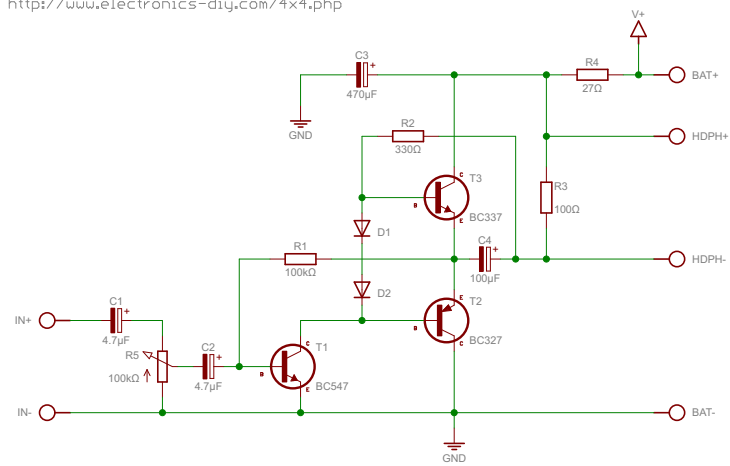 http://www.electronics-diy.com/4x4.php
V+
C3
+
470µF
R4
27Ω
BAT+
GND
R2
330Ω
HDPH+
C
T3
B
E
BC337
R3
100Ω
D1
R1
100kΩ
C4
+
100µF
HDPH-
D2
E
T2
B
C
BC327
IN+
C1
+
4.7µF
R5
100kΩ
C2
+
4.7µF
C
T1
B
E
BC547
IN-
BAT-
GND